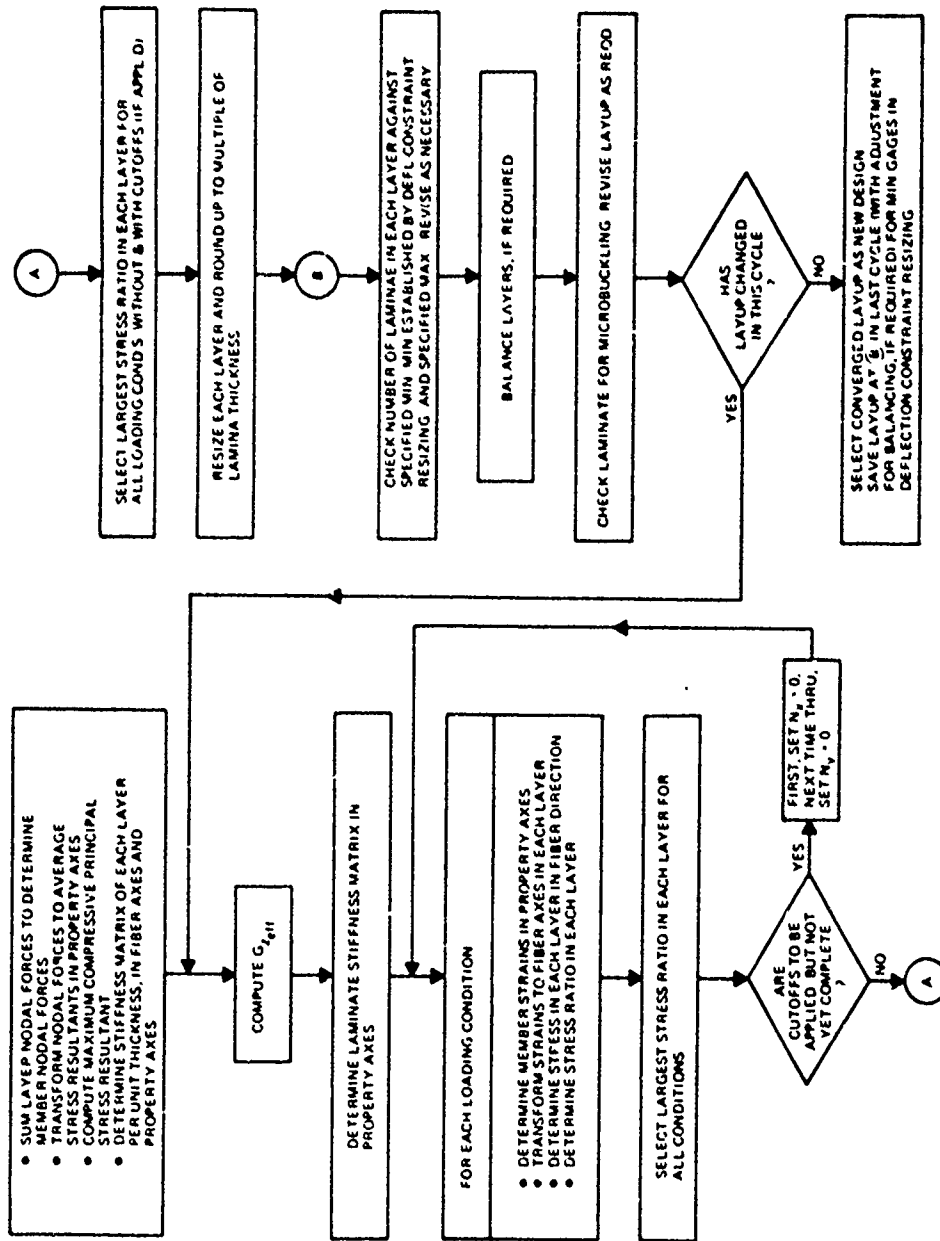 • SUM LAYER NODAL FORCES TO DETERMINE
MEMBER NODAL FORCES
• TRANSFORM NODAL FORCES TO AVERAGE
STRESS RESULTANTS IN PROPERTY AXES
• COMPUTE MAXIMUM COMPRESSIVE PRINCIPAL
STRESS RESULTANT
• DETERMINE STIFFNESS MATRIX OF EACH LAYER
PER UNIT THICKNESS, IN FIBER AXES AND
PROPERTY AXES
COMPUTE G
DETERMINE LAMINATE STIFFNESS MATRIX IN
PROPERTY AXES
FOR EACH LOADING CONDITION
• DETERMINE MEMBER STRAINS IN PROPERTY AXES
• TRANSFORM STRAINS TO FIBER AXES IN EACH LAYER
• DETERMINE STRESS IN EACH LAYER IN FIBER DIRECTION
• DETERMINE STRESS RATIO IN EACH LAYER
SELECT LARGEST STRESS RATIO IN EACH LAYER FOR
ALL CONDITIONS
ARE
CUTOFFS TO BE
APPLIED BUT NOT
YET COMPLETE
?
YES
FIRST, SET N = 0,
NEXT TIME THRU,
SET N = 0
NO
A
A
SELECT LARGEST STRESS RATIO IN EACH LAYER FOR
ALL LOADING CONDS WITHOUT & WITH CUTOFFS (IF APPL D)
RESIZE EACH LAYER AND ROUND UP TO MULTIPLE OF
LAMINA THICKNESS
B
CHECK NUMBER OF LAMINAE IN EACH LAYER AGAINST
SPECIFIED MIN MIN ESTABLISHED BY DEFL CONSTRAINT
RESIZING AND SPECIFIED MAX REVISE AS NECESSARY
BALANCE LAYERS, IF REQUIRED
CHECK LAMINATE FOR MICROBUCKLING REVISE LAYUP AS REQD
HAS
LAYUP CHANGED
IN THIS CYCLE
?
YES
NO
SELECT CONVERGED LAYUP AS NEW DESIGN
SAVE LAYUP AT B IN LAST CYCLE (WITH ADJUSTMENT
FOR BALANCING, IF REQUIRED) FOR MIN GAGES IN
DEFLECTION CONSTRAINT RESIZING